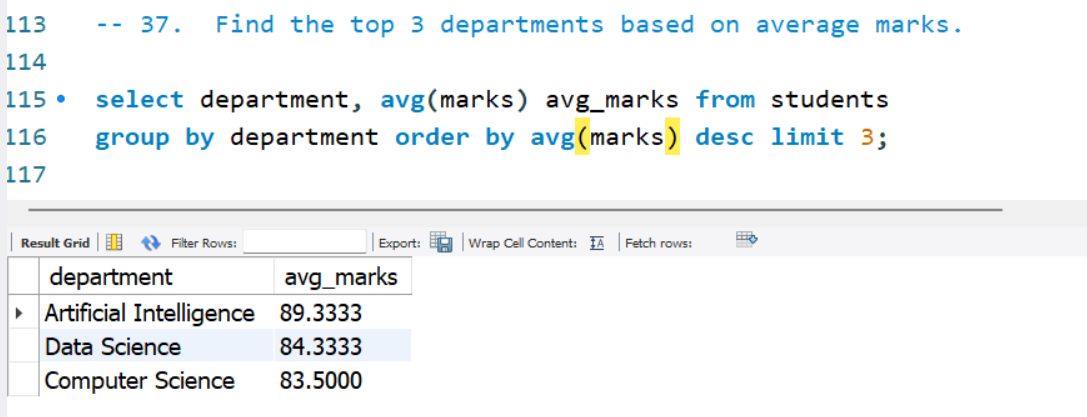 113 -- 37.  Find the top 3 departments based on average marks.
114
115 select department, avg(marks) avg_marks from students
116 group by department order by avg(marks) desc limit 3;
117
Result Grid Filter Rows: Export: Wrap Cell Content: Fetch rows:
department avg_marks
Artificial Intelligence 89.3333
Data Science 84.3333
Computer Science 83.5000